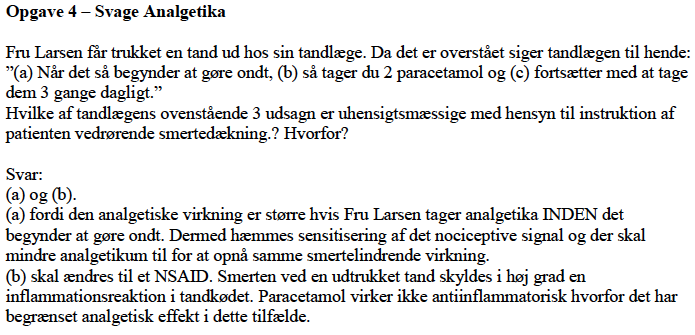 Opgave 4 – Svage Analgetika
Fru Larsen får trukket en tand ud hos sin tandlæge. Da det er overstået siger tandlægen til hende:
”(a) Når det så begynder at gøre ondt, (b) så tager du 2 paracetamol og (c) fortsætter med at tage
dem 3 gange dagligt.”
Hvilke af tandlægens ovenstående 3 udsagn er uhensigtsmæssige med hensyn til instruktion af
patienten vedrørende smertedækning.? Hvorfor?
Svar:
(a) og (b).
(a) fordi den analgetiske virkning er større hvis Fru Larsen tager analgetika INDEN det
begynder at gøre ondt. Dermed hæmmes sensitisering af det nociceptive signal og der skal
mindre analgetikum til for at opnå samme smertelindrende virkning.
(b) skal ændres til et NSAID. Smerten ved en udtrukket tand skyldes i høj grad en
inflammationsreaktion i tandkødet. Paracetamol virker ikke antiinflammatorisk hvorfor det har
begrænset analgetisk effekt i dette tilfælde.